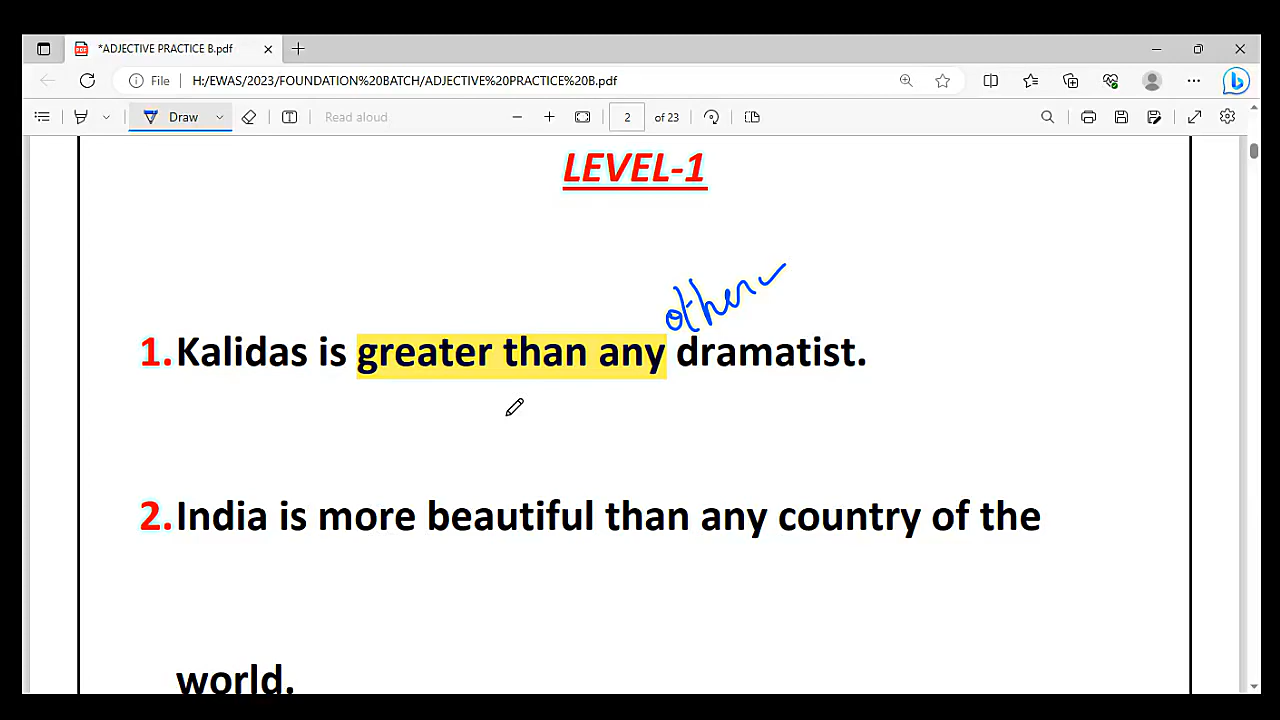 *ADJECTIVE PRACTICE B.pdf
File H:/EWAS/2023/FOUNDATION%20BATCH/ADJECTIVE%20PRACTICE%20B.pdf
Draw Read aloud 2 of 23
LEVEL-1
other
1. Kalidas is greater than any dramatist.
2. India is more beautiful than any country of the
world.